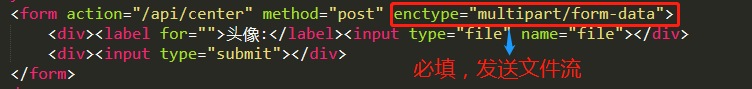 <form action="/api/center" method="post" enctype="multipart/form-data">
<div><label for="">头像:</label><input type="file" name="file"></div>
<div><input type="submit"></div>
</form>
必填，发送文件流